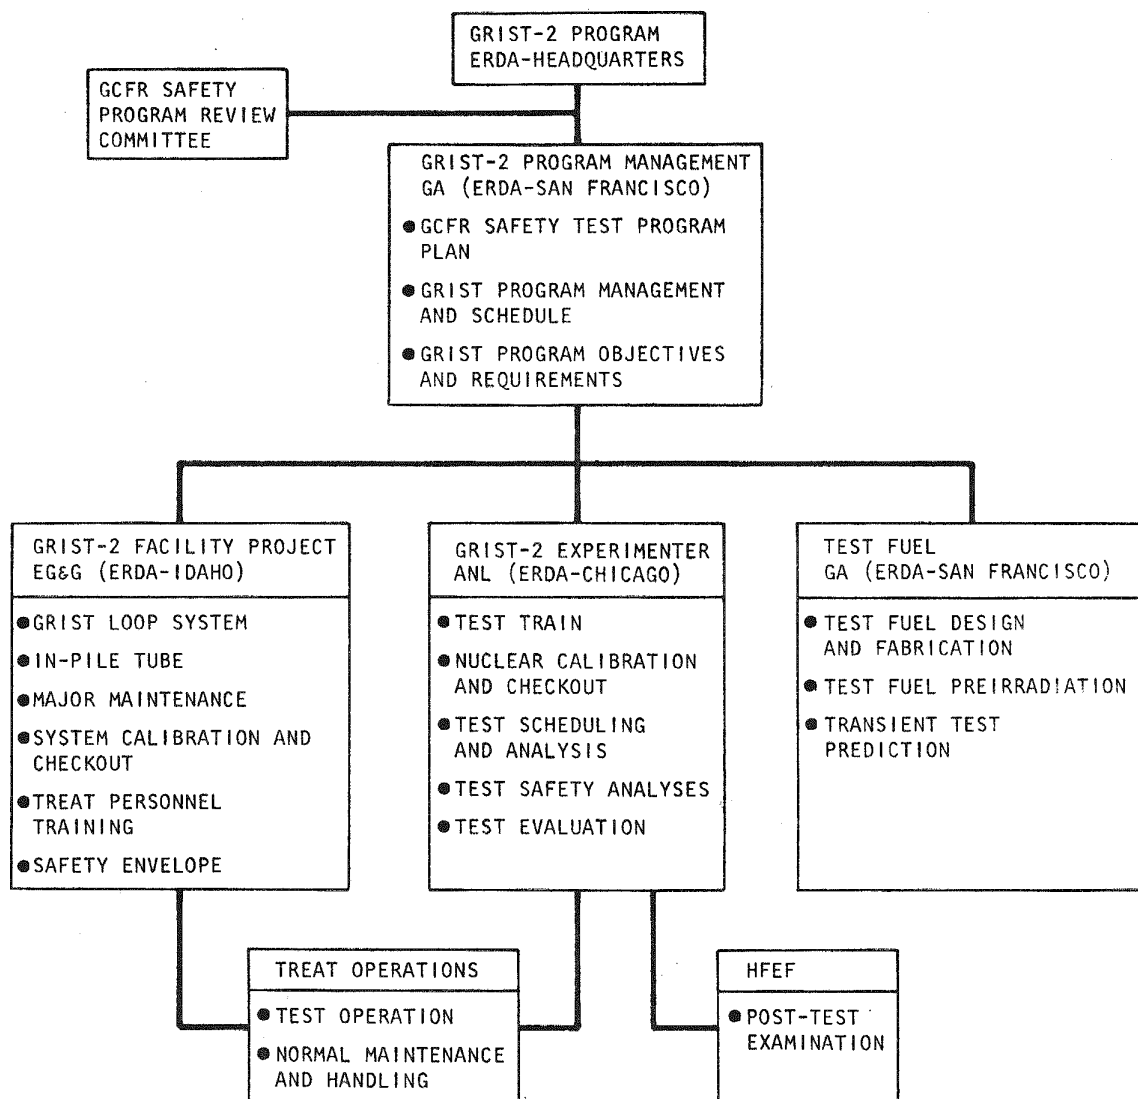 GRIST-2 PROGRAM
ERDA-HEADQUARTERS
GCFR SAFETY
PROGRAM REVIEW
COMMITTEE
GRIST-2 PROGRAM MANAGEMENT
GA (ERDA-SAN FRANCISCO)
● GCFR SAFETY TEST PROGRAM
PLAN
● GRIST PROGRAM MANAGEMENT
AND SCHEDULE
● GRIST PROGRAM OBJECTIVES
AND REQUIREMENTS
GRIST-2 FACILITY PROJECT
EG&G (ERDA-IDAHO)
● GRIST LOOP SYSTEM
● IN-PILE TUBE
● MAJOR MAINTENANCE
● SYSTEM CALIBRATION AND
CHECKOUT
● TREAT PERSONNEL
TRAINING
● SAFETY ENVELOPE
GRIST-2 EXPERIMENTER
ANL (ERDA-CHICAGO)
● TEST TRAIN
● NUCLEAR CALIBRATION
AND CHECKOUT
● TEST SCHEDULING
AND ANALYSIS
● TEST SAFETY ANALYSES
● TEST EVALUATION
TEST FUEL
GA (ERDA-SAN FRANCISCO)
● TEST FUEL DESIGN
AND FABRICATION
● TEST FUEL PREIRRADIATION
● TRANSIENT TEST
PREDICTION
TREAT OPERATIONS
● TEST OPERATION
● NORMAL MAINTENANCE
AND HANDLING
HFEF
● POST-TEST
EXAMINATION